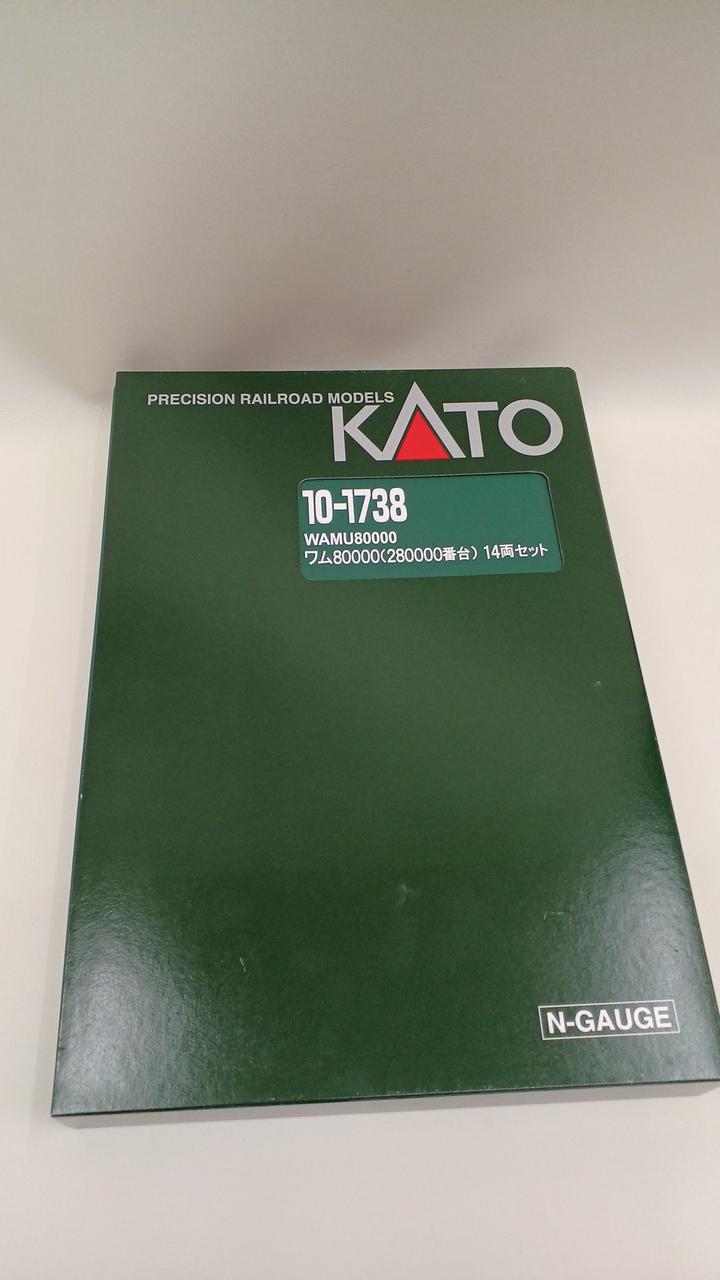 PRECISION RAILROAD MODELS
KATO
10-1738
WAMU80000
ワム80000(280000番台) 14両セット
N-GAUGE